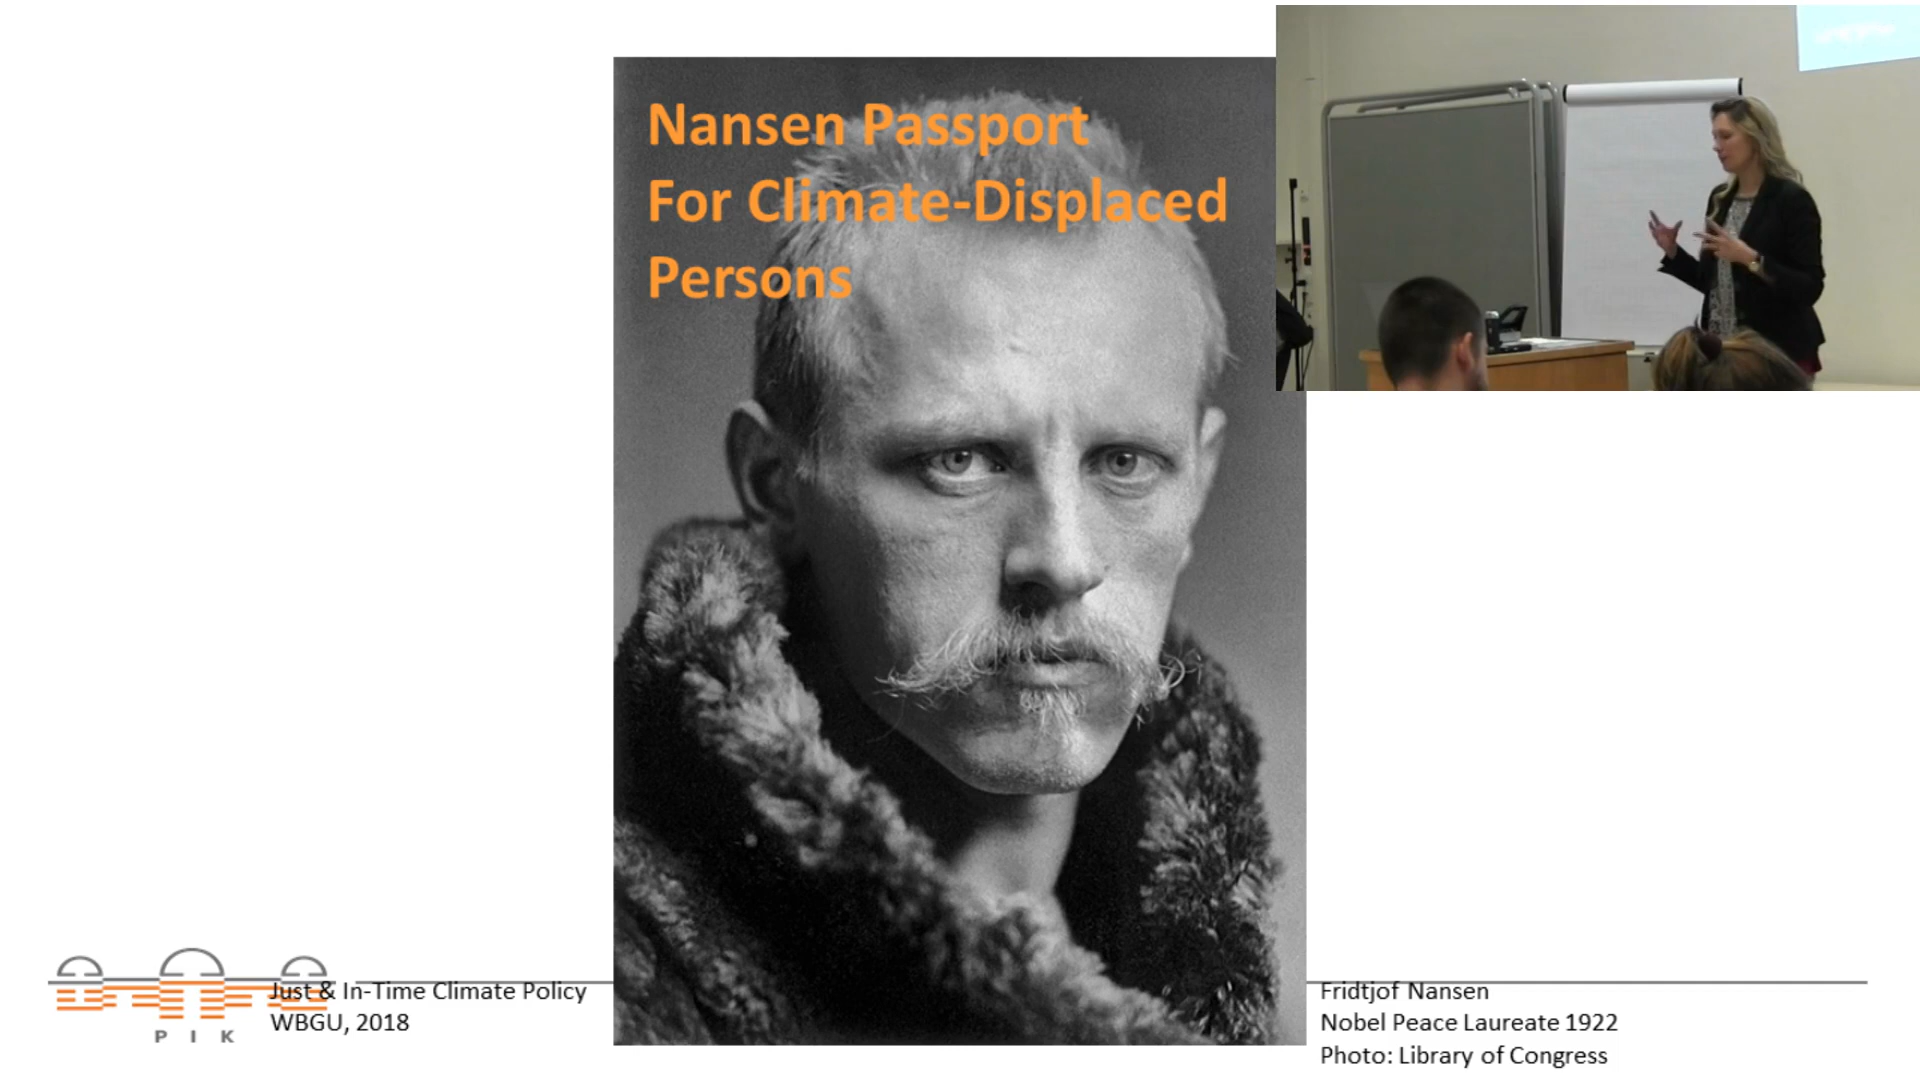 Nansen Passport
For Climate-Displaced
Persons
Just & In-Time Climate Policy
WBGU, 2018
P I K
Fridtjof Nansen
Nobel Peace Laureate 1922
Photo: Library of Congress